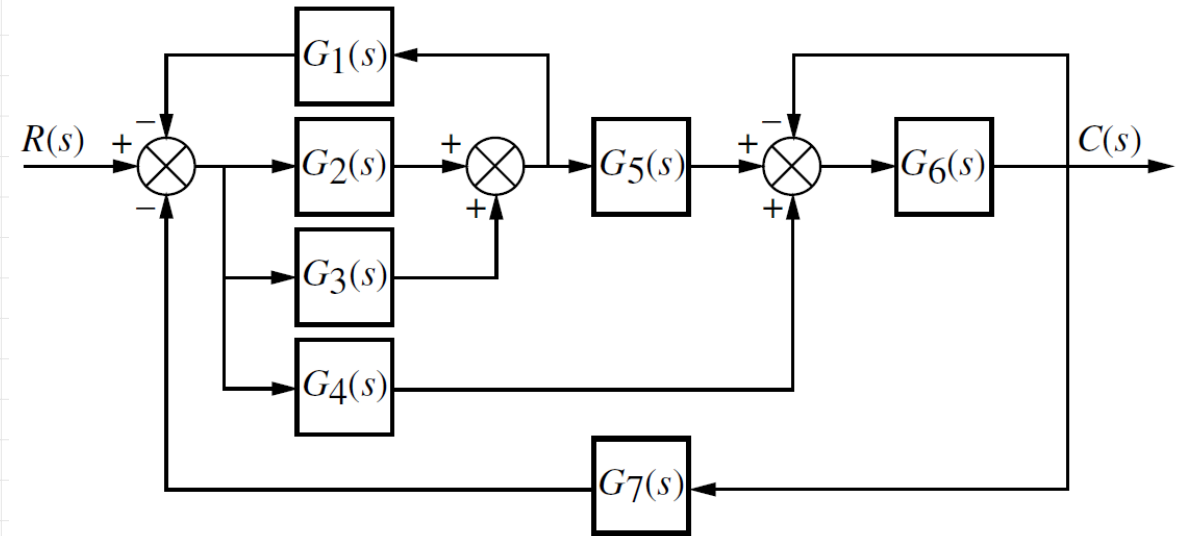 G1(s)
R(s) + − −
G2(s) + +
G5(s) + − +
G6(s)
C(s)
G3(s)
G4(s)
G7(s)